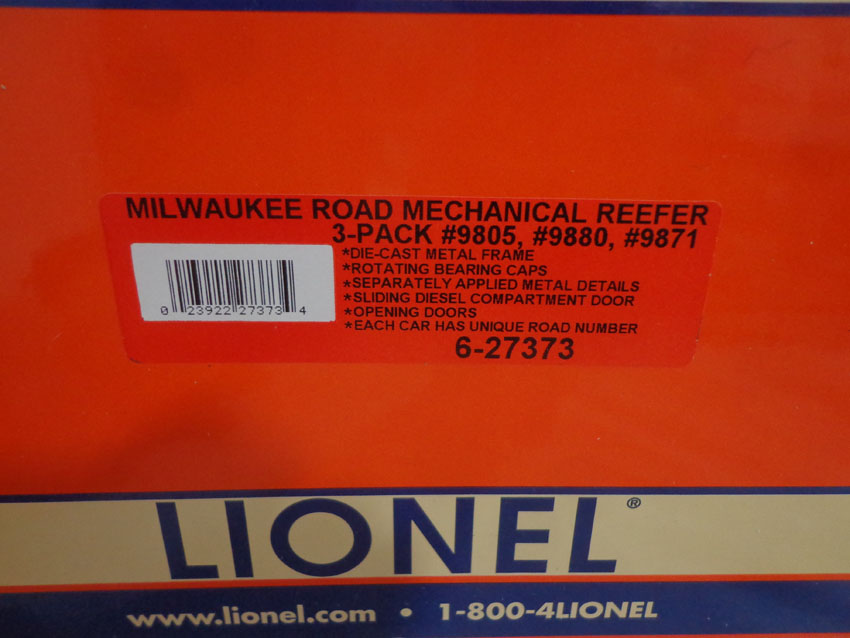 MILWAUKEE ROAD MECHANICAL REEFER
3-PACK #9805, #9880, #9871
*DIE-CAST METAL FRAME
*ROTATING BEARING CAPS
*SEPARATELY APPLIED METAL DETAILS
*SLIDING DIESEL COMPARTMENT DOOR
*OPENING DOORS
*EACH CAR HAS UNIQUE ROAD NUMBER
6-27373
0 23922 27373 4
LIONEL®
www.lionel.com • 1-800-4LIONEL